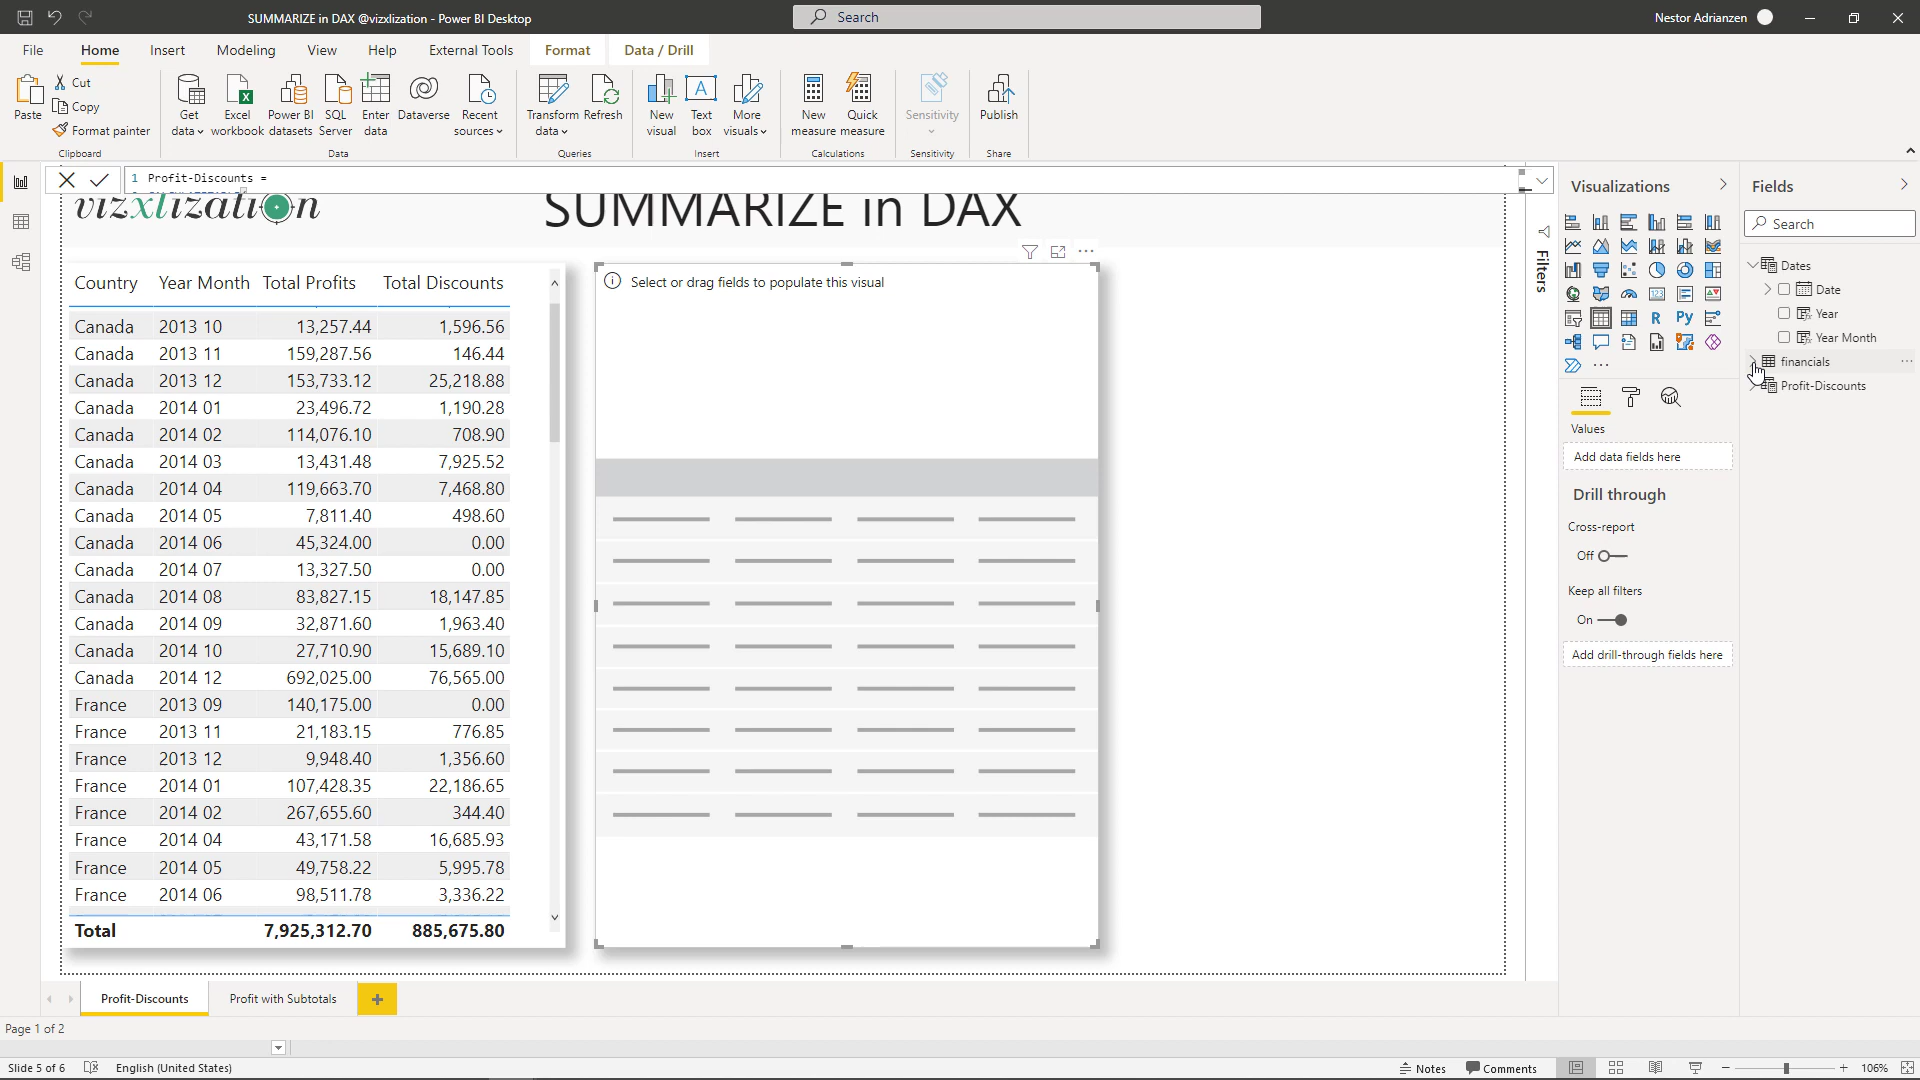 SUMMARIZE in DAX @vizxlization - Power BI Desktop
Search
Nestor Adrianzen
File
Home
Insert
Modeling
View
Help
External Tools
Format
Data / Drill
Paste
Cut
Copy
Format painter
Clipboard
Get data
Excel workbook
Power BI datasets
SQL Server
Enter data
Dataverse
Recent sources
Data
Transform data
Refresh
Queries
New visual
Text box
More visuals
Insert
New measure
Quick measure
Calculations
Sensitivity
Sensitivity
Publish
Share
1 Profit-Discounts =
vizxlization
SUMMARIZE in DAX
Country Year Month Total Profits Total Discounts
Canada 2013 10 13,257.44 1,596.56
Canada 2013 11 159,287.56 146.44
Canada 2013 12 153,733.12 25,218.88
Canada 2014 01 23,496.72 1,190.28
Canada 2014 02 114,076.10 708.90
Canada 2014 03 13,431.48 7,925.52
Canada 2014 04 119,663.70 7,468.80
Canada 2014 05 7,811.40 498.60
Canada 2014 06 45,324.00 0.00
Canada 2014 07 13,327.50 0.00
Canada 2014 08 83,827.15 18,147.85
Canada 2014 09 32,871.60 1,963.40
Canada 2014 10 27,710.90 15,689.10
Canada 2014 12 692,025.00 76,565.00
France 2013 09 140,175.00 0.00
France 2013 11 21,183.15 776.85
France 2013 12 9,948.40 1,356.60
France 2014 01 107,428.35 22,186.65
France 2014 02 267,655.60 344.40
France 2014 04 43,171.58 16,685.93
France 2014 05 49,758.22 5,995.78
France 2014 06 98,511.78 3,336.22
Total 7,925,312.70 885,675.80
Select or drag fields to populate this visual
Filters
Visualizations
R
Py
Values
Add data fields here
Drill through
Cross-report
Off
Keep all filters
On
Add drill-through fields here
Fields
Search
Dates
Date
Year
Year Month
financials
Profit-Discounts
Profit-Discounts
Profit with Subtotals
Page 1 of 2
Slide 5 of 6
English (United States)
Notes
Comments
106%